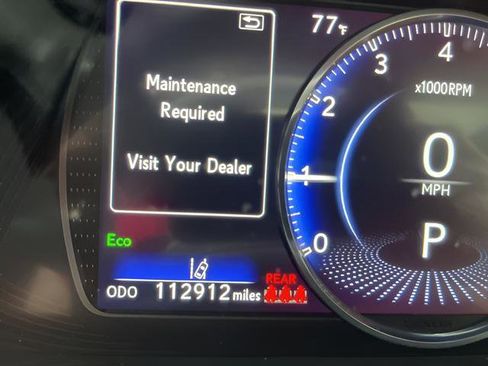 77°F
Maintenance
Required
Visit Your Dealer
4
3
x1000RPM
2
0
MPH
1
P
Eco
0
REAR
ODO 112912 miles